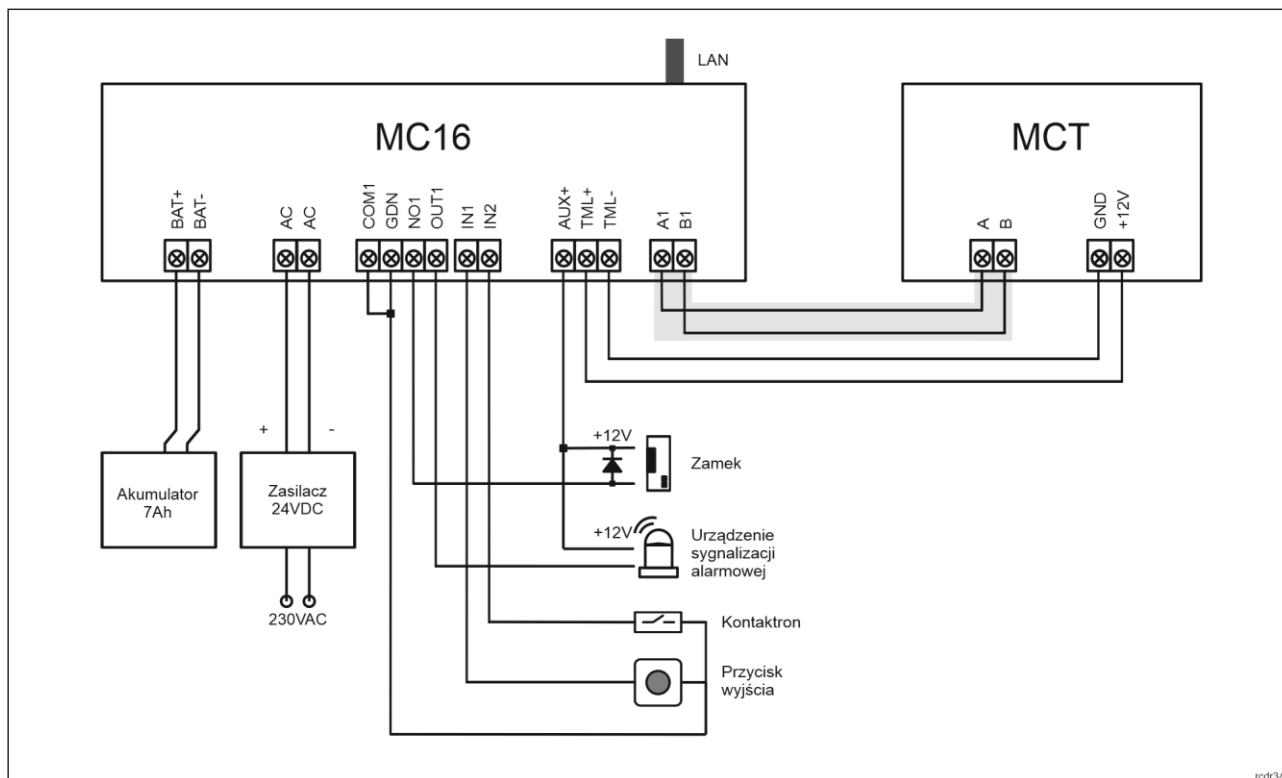 LAN
MC16
MCT
BAT+
BAT-
AC
AC
COM1
GDN
NO1
OUT1
IN1
IN2
AUX+
TML+
TML-
A1
B1
A
B
GND
+12V
+
-
Akumulator
7Ah
Zasilacz
24VDC
230VAC
+12V
Zamek
+12V
Urządzenie
sygnalizacji
alarmowej
Kontaktron
Przycisk
wyjścia